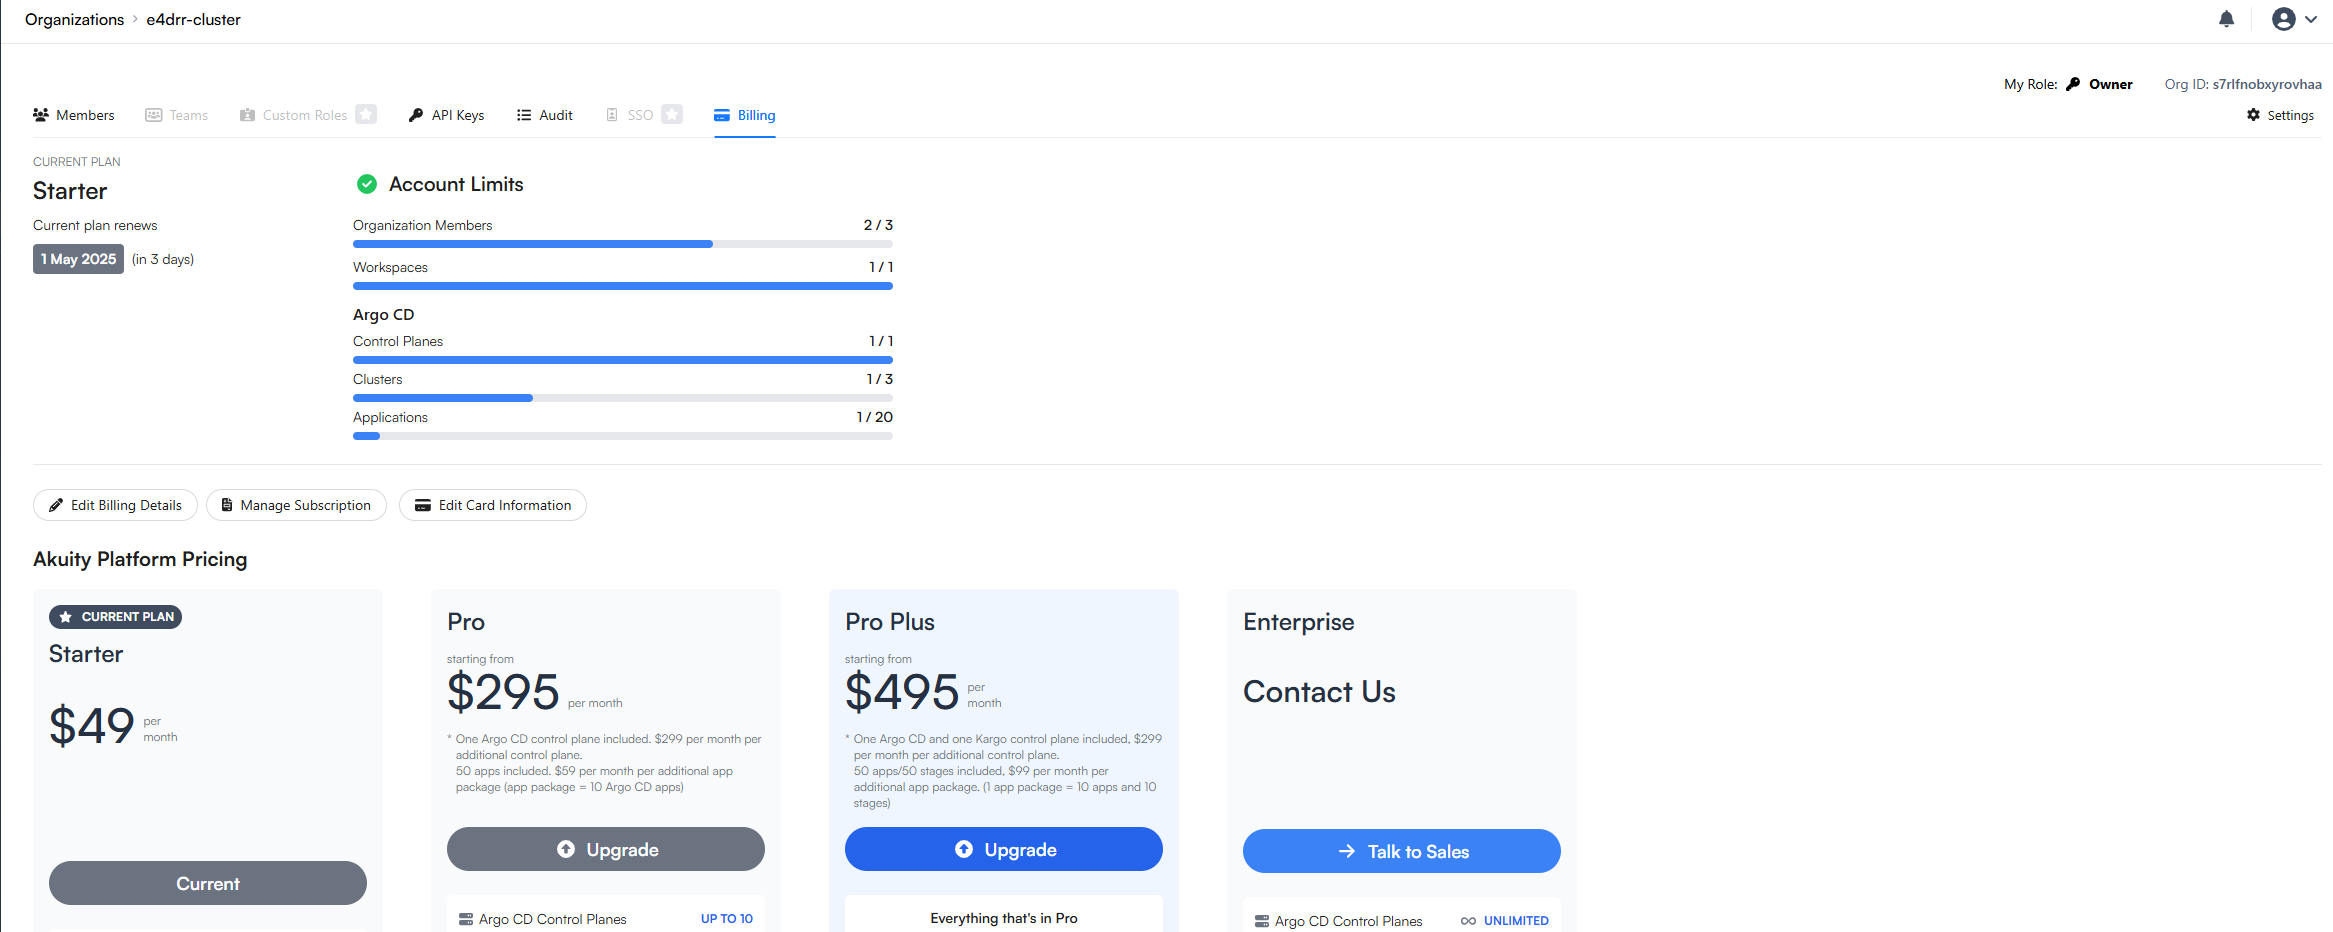 Organizations > e4drr-cluster
My Role: Owner Org ID: s7rlfnobxyrovhaa
Members Teams Custom Roles API Keys Audit SSO Billing Settings
CURRENT PLAN
Starter
Current plan renews
1 May 2025 (in 3 days)
Account Limits
Organization Members 2 / 3
Workspaces 1 / 1
Argo CD
Control Planes 1 / 1
Clusters 1 / 3
Applications 1 / 20
Edit Billing Details Manage Subscription Edit Card Information
Akuity Platform Pricing
CURRENT PLAN
Starter
$49 per
month
Current
Pro
starting from
$295 per month
* One Argo CD control plane included. $299 per month per
additional control plane.
50 apps included. $59 per month per additional app
package (app package = 10 Argo CD apps)
Upgrade
Argo CD Control Planes UP TO 10
Pro Plus
starting from
$495 per
month
* One Argo CD and one Kargo control plane included, $299
per month per additional control plane.
50 apps/50 stages included, $99 per month per
additional app package. (1 app package = 10 apps and 10
stages)
Upgrade
Everything that's in Pro
Enterprise
Contact Us
Talk to Sales
Argo CD Control Planes ∞ UNLIMITED